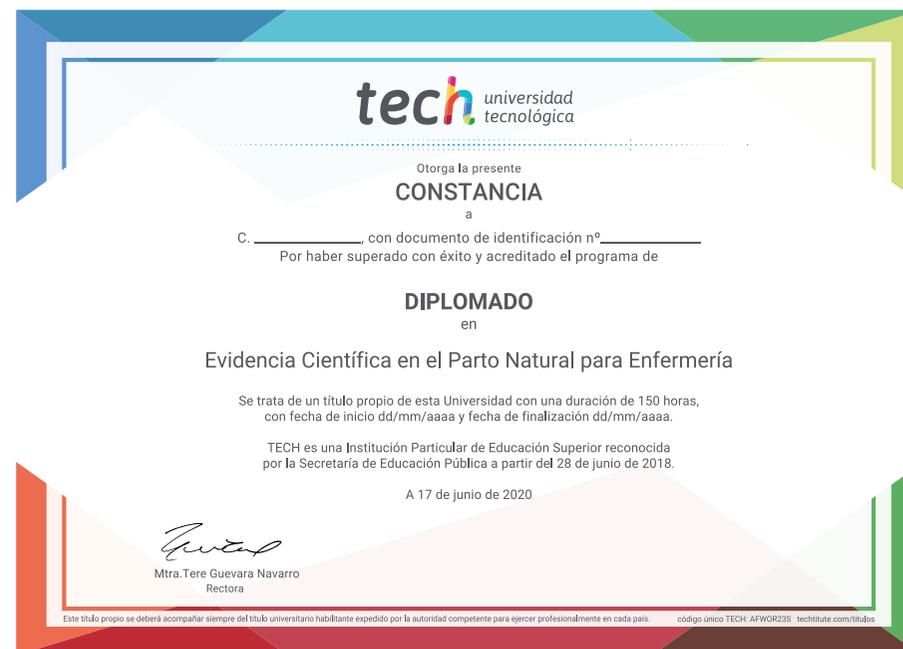 tech universidad
tecnológica
Otorga la presente
CONSTANCIA
a
C. ____________, con documento de identificación nº____________
Por haber superado con éxito y acreditado el programa de
DIPLOMADO
en
Evidencia Científica en el Parto Natural para Enfermería
Se trata de un título propio de esta Universidad con una duración de 150 horas,
con fecha de inicio dd/mm/aaaa y fecha de finalización dd/mm/aaaa.
TECH es una Institución Particular de Educación Superior reconocida
por la Secretaría de Educación Pública a partir del 28 de junio de 2018.
A 17 de junio de 2020
Mtra.Tere Guevara Navarro
Rectora
Este título propio se deberá acompañar siempre del título universitario habilitante expedido por la autoridad competente para ejercer profesionalmente en cada país. código único TECH: AFWOR23S techtitute.com/titulos